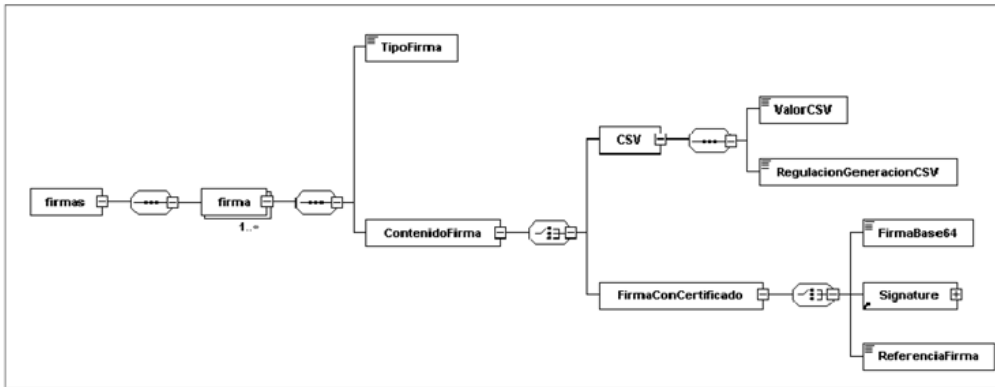 TipoFirma
ValorCSV
CSV
RegulacionGeneracionCSV
firmas
firma
1..∞
ContenidoFirma
FirmaBase64
FirmaConCertificado
Signature
ReferenciaFirma